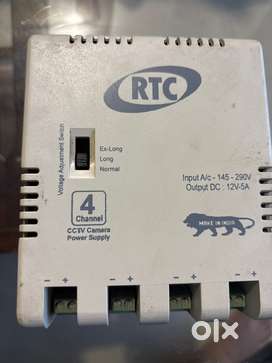 RTC
Voltage Adjustment Switch
Ex-Long
Long
Normal
Input A/c - 145 - 290V
Output DC : 12V-5A
4
Channel
CCTV Camera
Power Supply
MAKE IN INDIA
- + - + - + - +
OLX